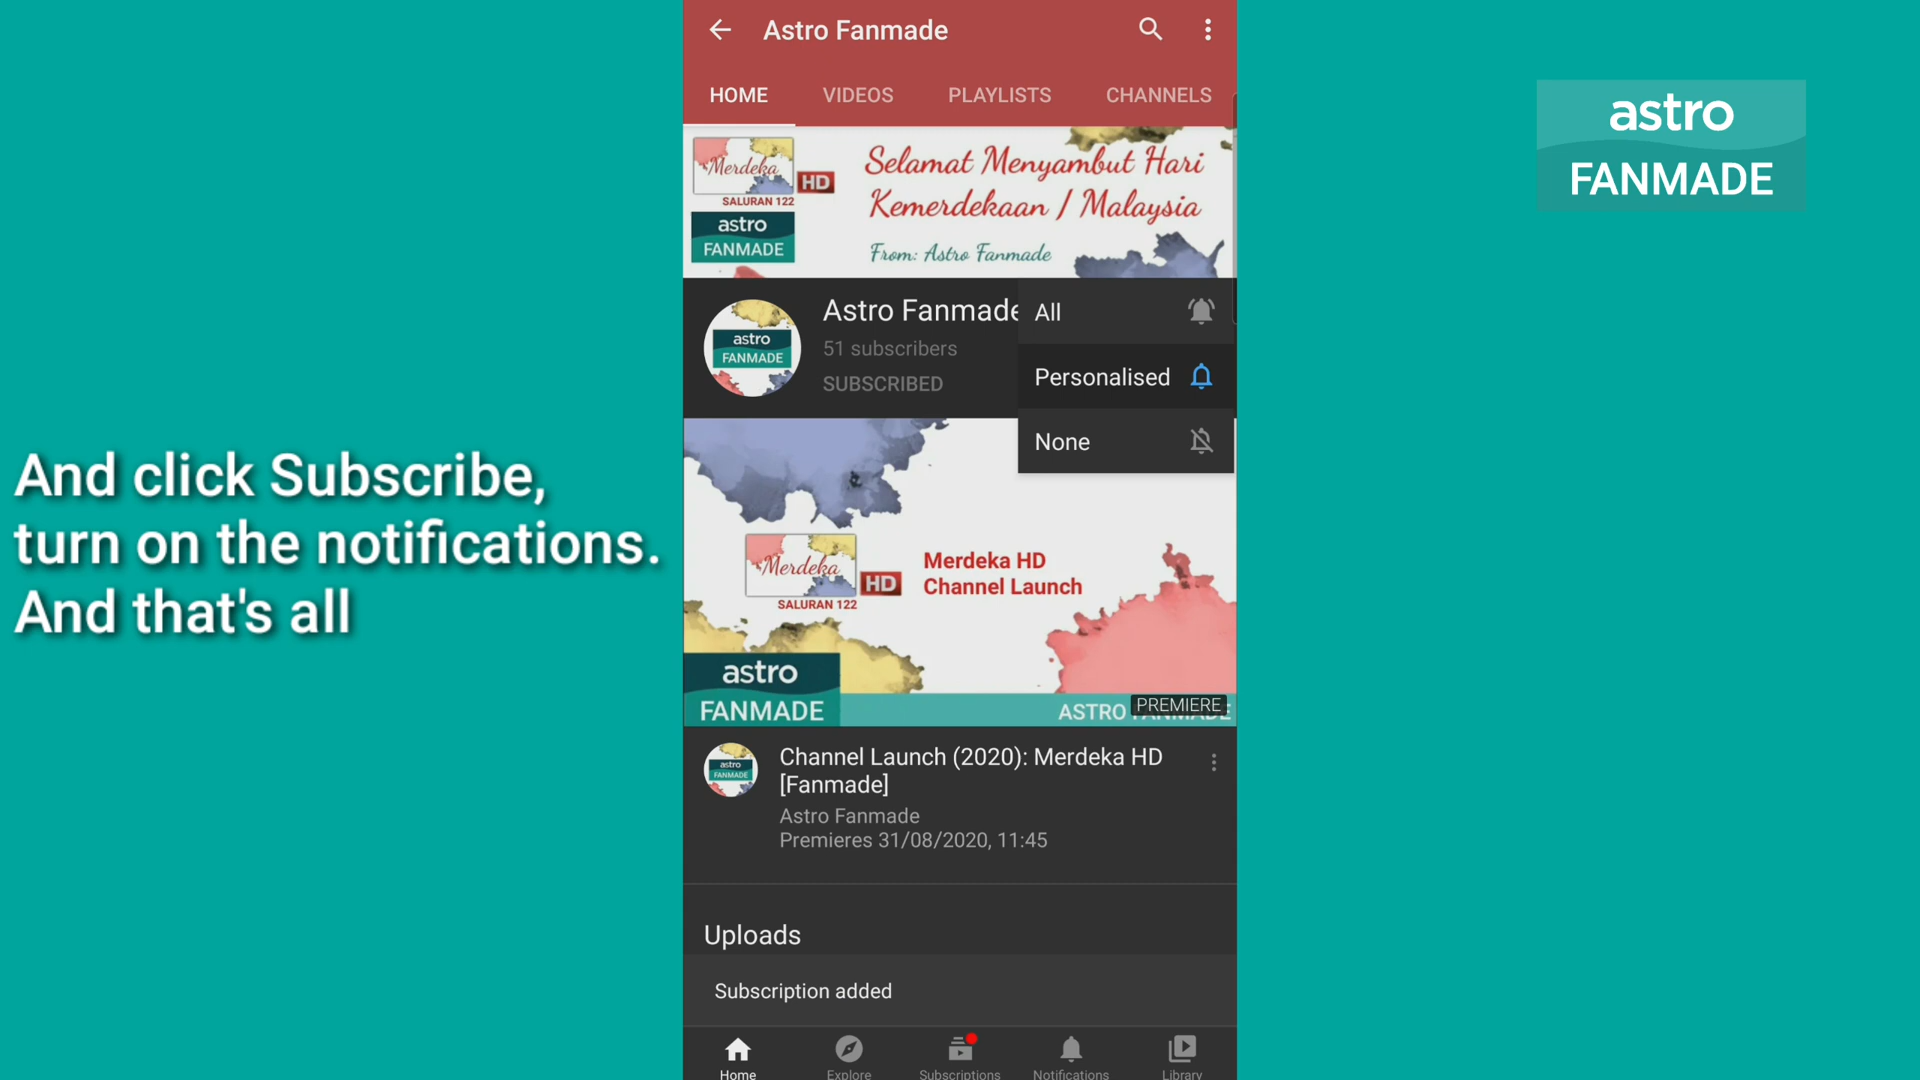 Astro Fanmade
HOME VIDEOS PLAYLISTS CHANNELS
astro
FANMADE
Merdeka HD
SALURAN 122
astro
FANMADE
Selamat Menyambut Hari
Kemerdekaan / Malaysia
From: Astro Fanmade
astro
FANMADE
Astro Fanmade
51 subscribers
SUBSCRIBED
All
Personalised
None
And click Subscribe,
turn on the notifications.
And that's all
Merdeka HD
SALURAN 122
Merdeka HD
Channel Launch
astro
FANMADE
ASTRO FANMADE
PREMIERE
astro
FANMADE
Channel Launch (2020): Merdeka HD
[Fanmade]
Astro Fanmade
Premieres 31/08/2020, 11:45
Uploads
Subscription added
Home Explore Subscriptions Notifications Library